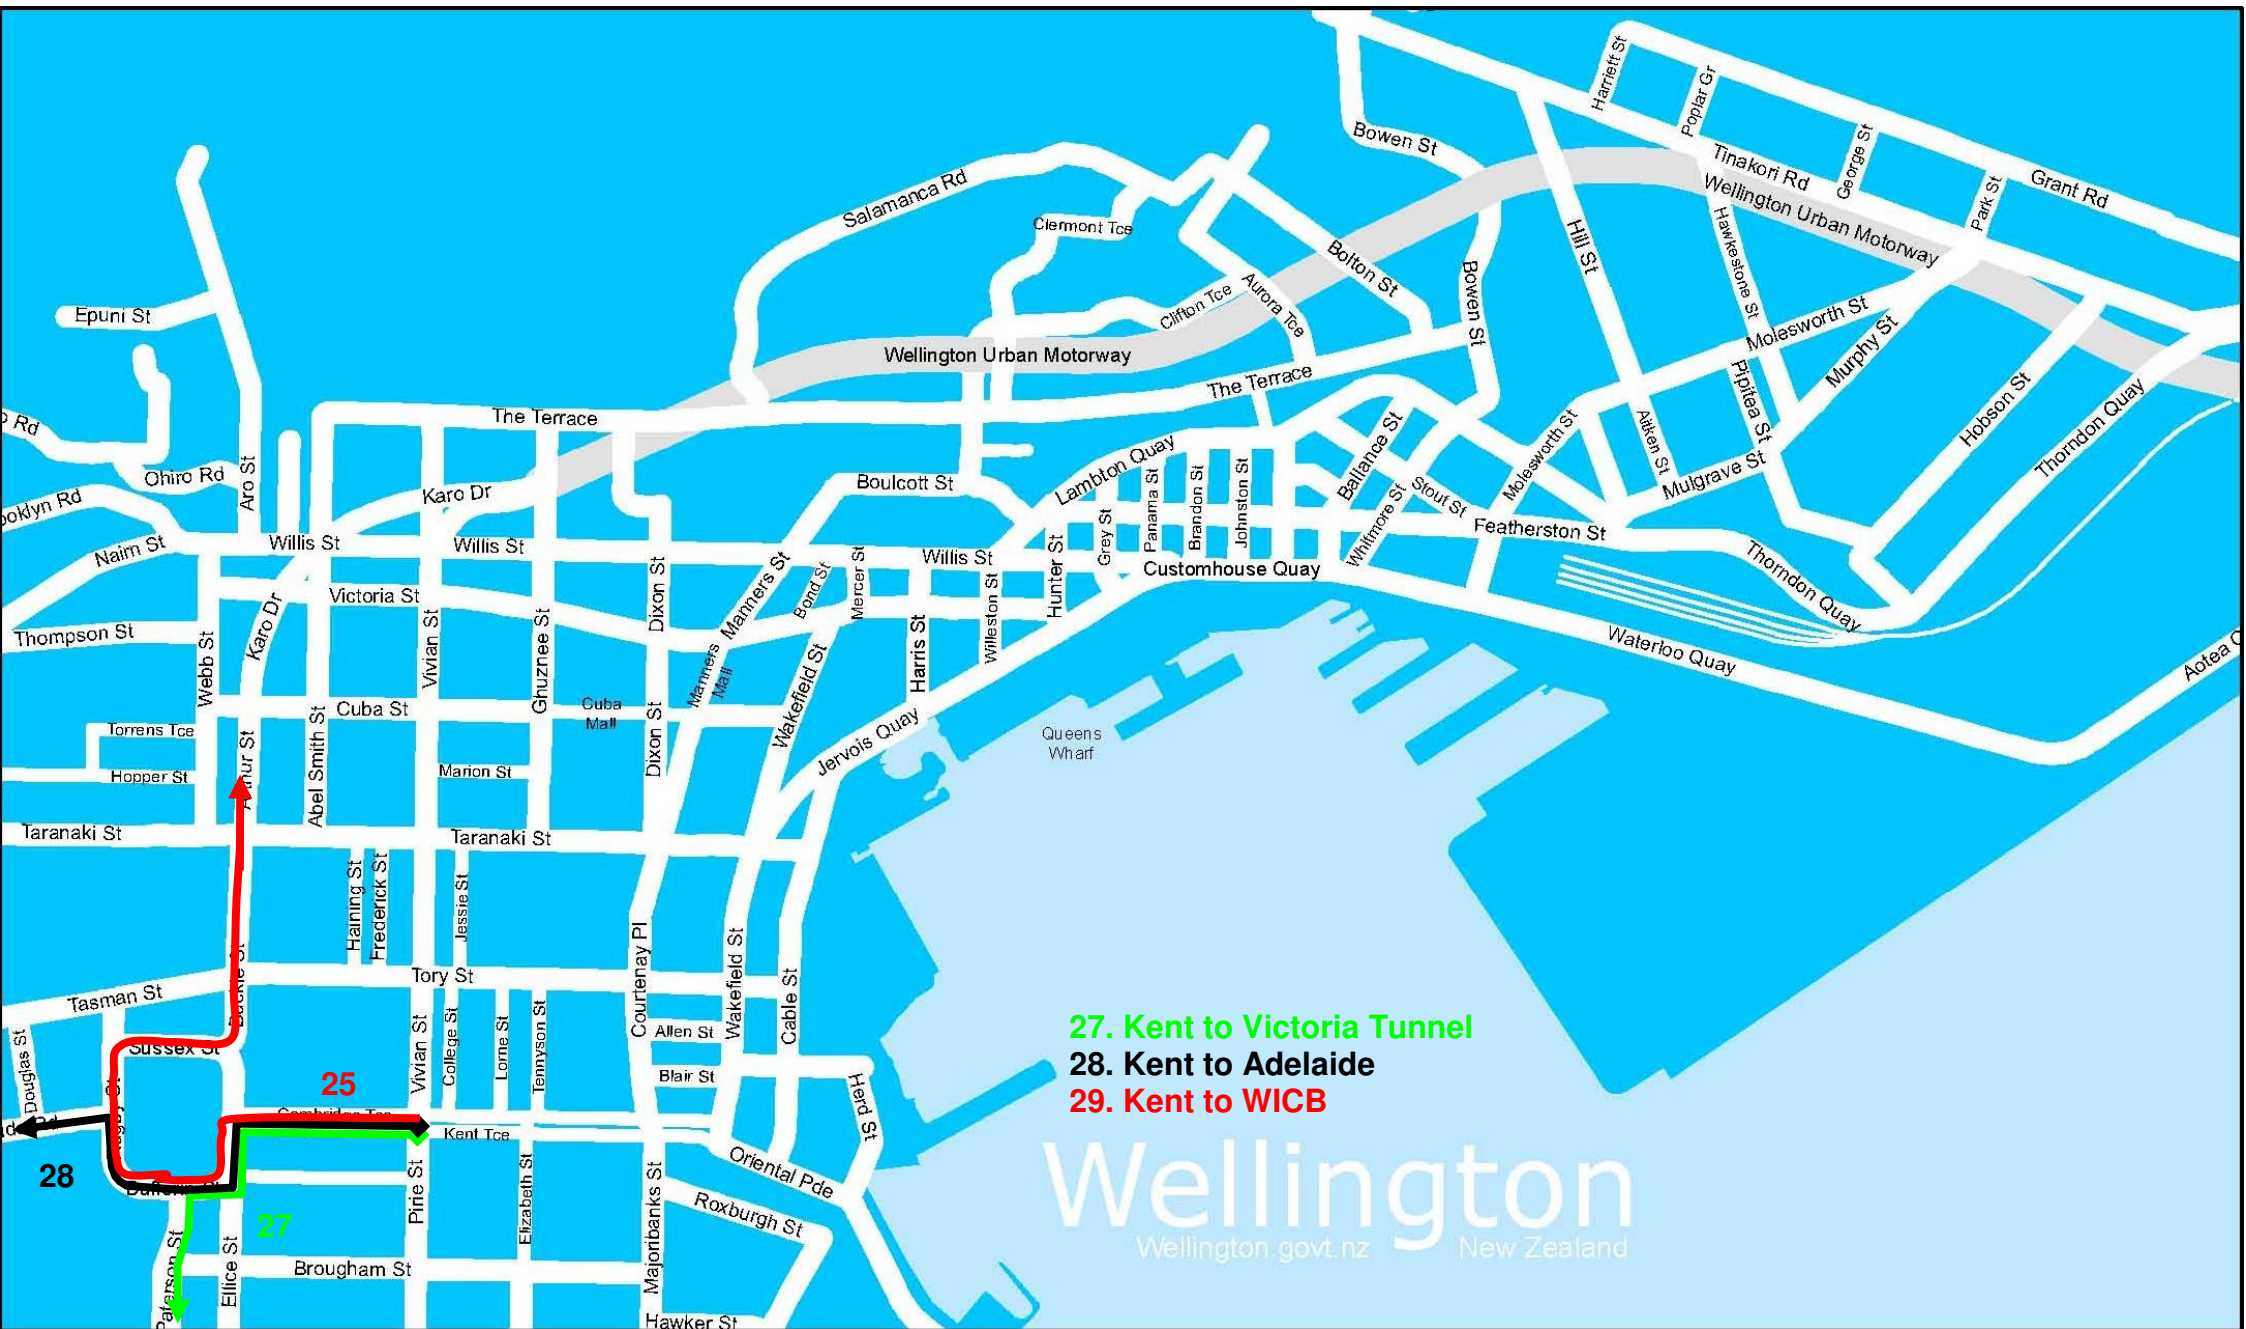 Harriett St
Poplar Gr
George St
Park St
Grant Rd
Tinakori Rd
Wellington Urban Motorway
Bowen St
Salamanca Rd
Clermont Tce
Hill St
Hawkestone St
Bolton St
Bowen St
Clifton Tce
Aurora Tce
Epuni St
Molesworth St
Murphy St
Wellington Urban Motorway
The Terrace
The Terrace
Pipitea St
Hobson St
Thorndon Quay
Rd
Ohiro Rd
Aro St
Karo Dr
Boulcott St
Lambton Quay
Ballance St
Molesworth St
Aitken St
Mulgrave St
Nairn St
Willis St
Willis St
Willis St
Grey St
Panama St
Brandon St
Johnston St
Whitmore St
Stout St
Featherston St
Thorndon Quay
Customhouse Quay
Hunter St
Willeston St
Mercer St
Bond St
Manners St
Dixon St
Victoria St
Vivian St
Ghuznee St
Karo Dr
Thompson St
Webb St
Harris St
Wakefield St
Manners Mall
Waterloo Quay
Aotea
Cuba St
Cuba
Mall
Dixon St
Jervois Quay
Queens
Wharf
Torrens Tce
Hopper St
Abel Smith St
Marion St
Taranaki St
Taranaki St
Haining St
Frederick St
Jessie St
Courtenay Pl
Wakefield St
Cable St
Tory St
Tasman St
Douglas St
Sussex St
Vivian St
College St
Lorne St
Tennyson St
Allen St
Blair St
Herd St
25
Cambridge Tce
Kent Tce
27. Kent to Victoria Tunnel
28. Kent to Adelaide
29. Kent to WICB
28
27
Pirie St
Elizabeth St
Majoribanks St
Oriental Pde
Roxburgh St
Paterson St
Ellice St
Brougham St
Hawker St
Wellington
Wellington.govt.nz
New Zealand